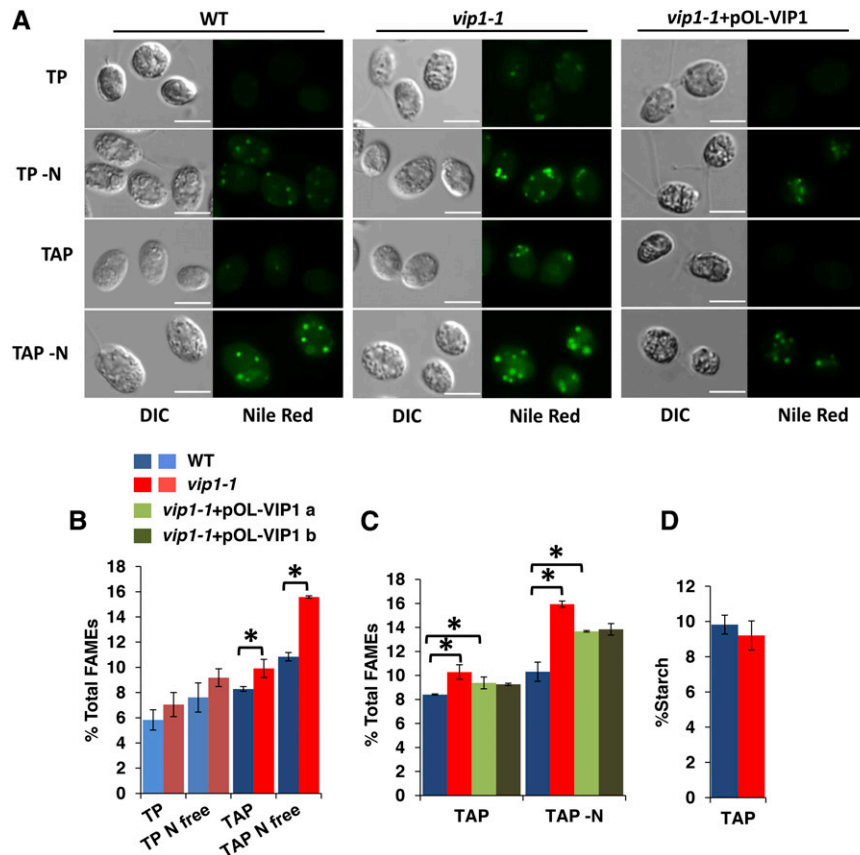 A
WT
vip1-1
vip1-1+pOL-VIP1
TP
TP -N
TAP
TAP -N
DIC
Nile Red
DIC
Nile Red
DIC
Nile Red
WT
vip1-1
vip1-1+pOL-VIP1 a
vip1-1+pOL-VIP1 b
B
% Total FAMEs
18
16
14
12
10
8
6
4
2
0
*
*
TP
TP N free
TAP
TAP N free
C
% Total FAMEs
18
16
14
12
10
8
6
4
2
0
*
*
*
*
TAP
TAP -N
D
%Starch
12
10
8
6
4
2
0
TAP